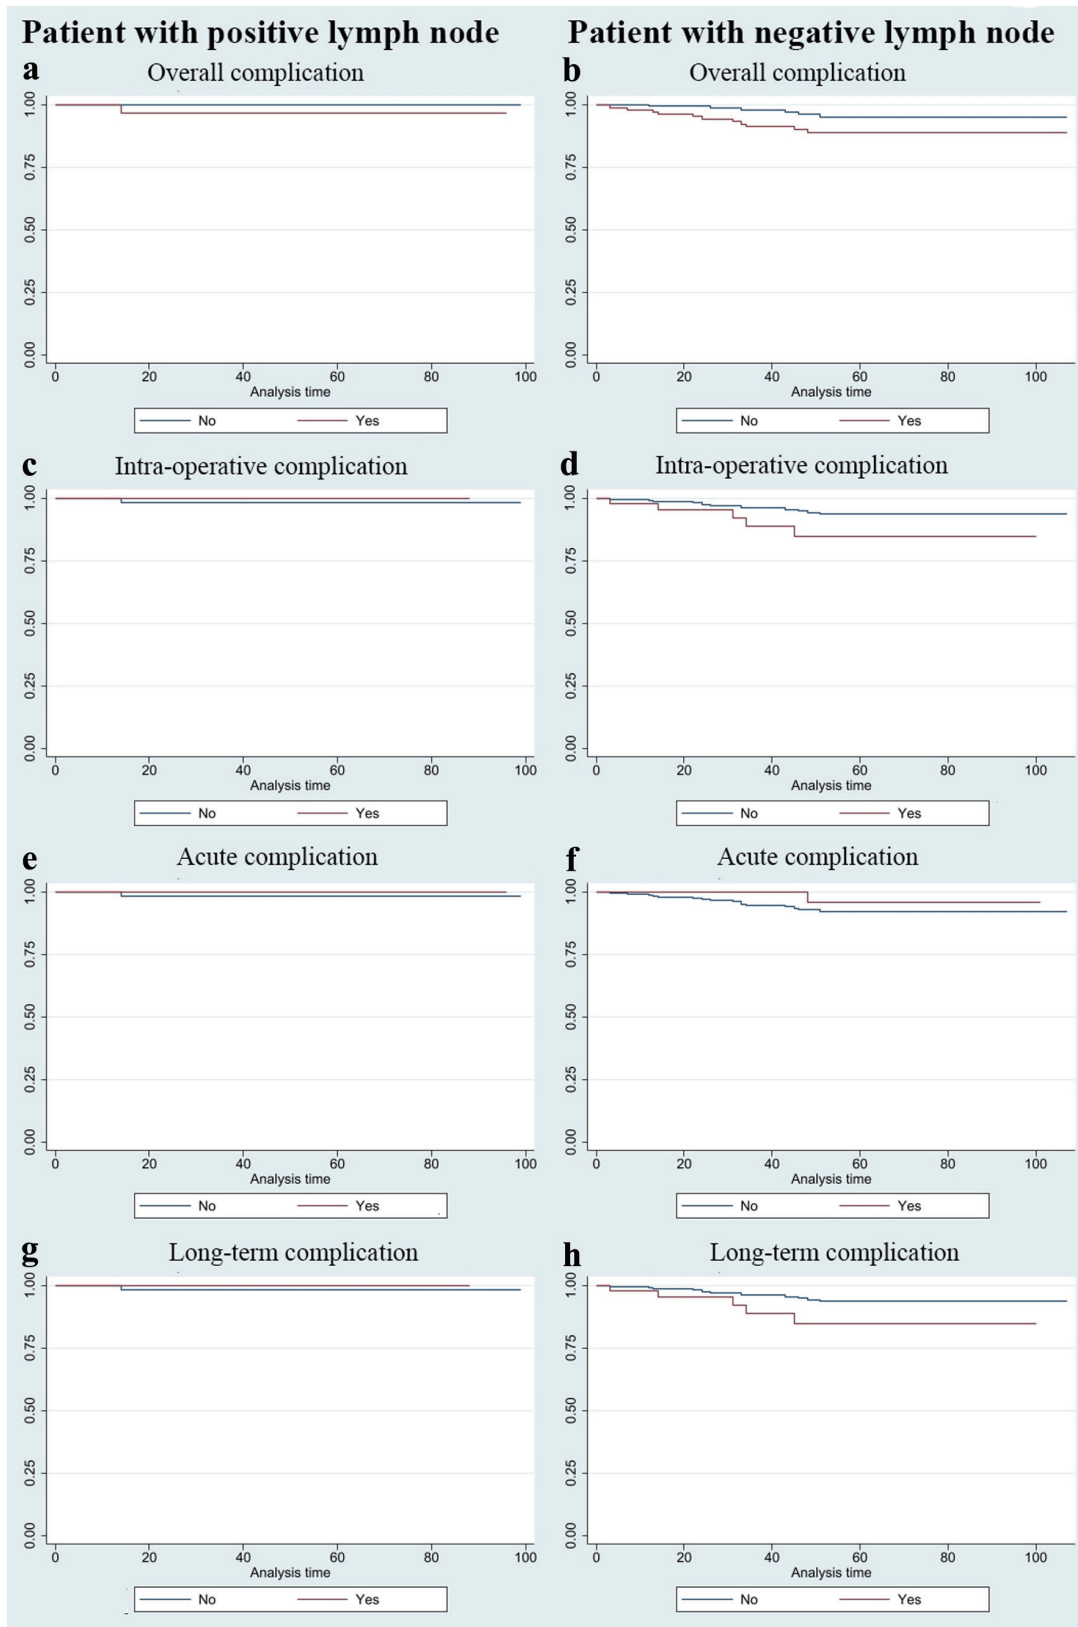 Patient with positive lymph node
Patient with negative lymph node
a
Overall complication
1.00
0.75
0.50
0.25
0.00
0 20 40 60 80 100
Analysis time
No Yes
b
Overall complication
1.00
0.75
0.50
0.25
0.00
0 20 40 60 80 100
Analysis time
No Yes
c
Intra-operative complication
1.00
0.75
0.50
0.25
0.00
0 20 40 60 80 100
Analysis time
No Yes
d
Intra-operative complication
1.00
0.75
0.50
0.25
0.00
0 20 40 60 80 100
Analysis time
No Yes
e
Acute complication
1.00
0.75
0.50
0.25
0.00
0 20 40 60 80 100
Analysis time
No Yes
f
Acute complication
1.00
0.75
0.50
0.25
0.00
0 20 40 60 80 100
Analysis time
No Yes
g
Long-term complication
1.00
0.75
0.50
0.25
0.00
0 20 40 60 80 100
Analysis time
No Yes
h
Long-term complication
1.00
0.75
0.50
0.25
0.00
0 20 40 60 80 100
Analysis time
No Yes